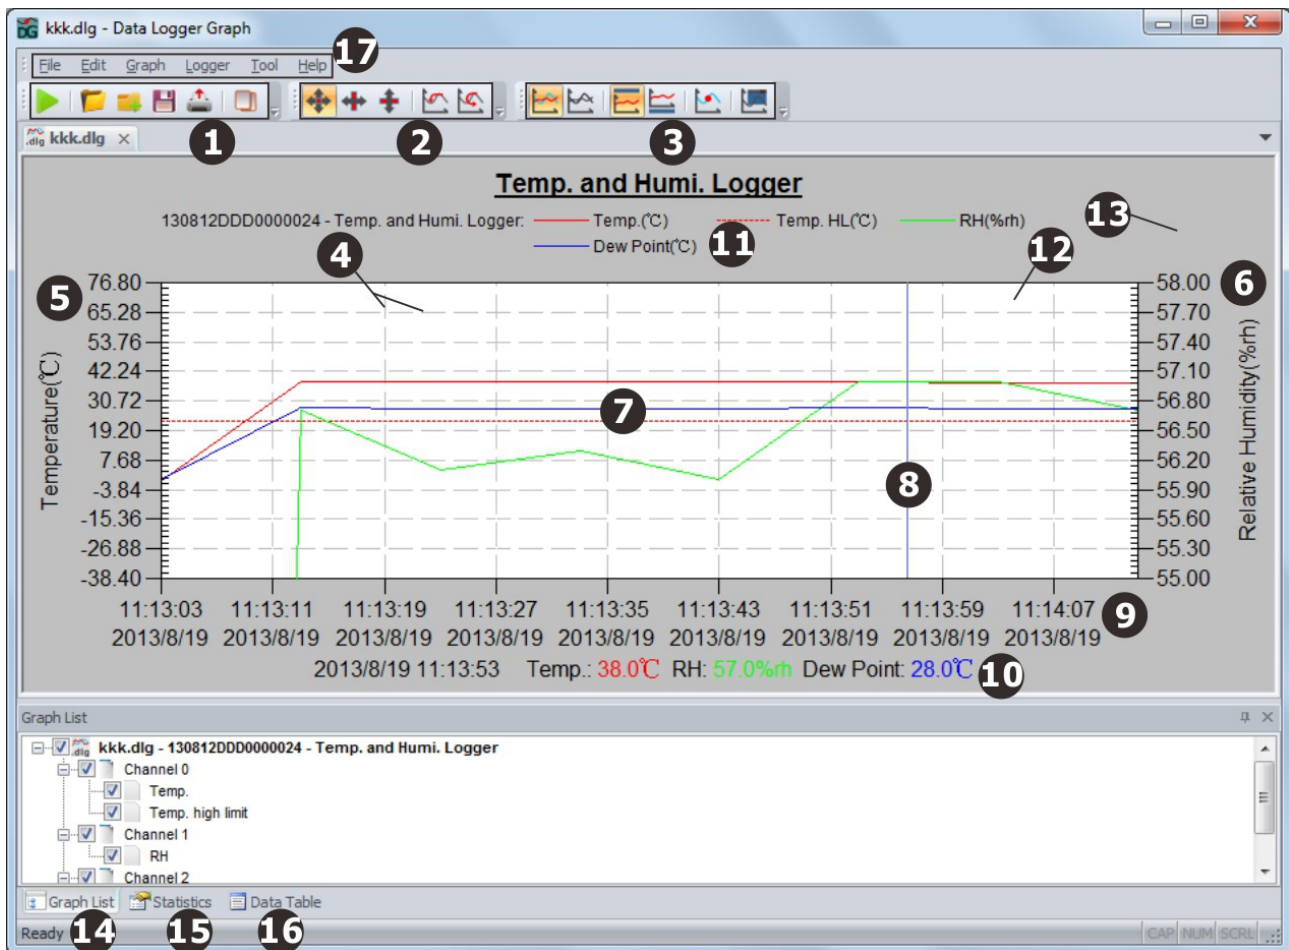 kkk.dlg - Data Logger Graph
File Edit Graph Logger Tool Help 17
1 2 3
kkk.dlg
Temp. and Humi. Logger
130812DDD0000024 - Temp. and Humi. Logger: Temp.(℃) Temp. HL(℃) RH(%rh) 13
Dew Point(℃) 11
4 12
5 6
76.80 58.00
65.28 57.70
53.76 57.40
42.24 57.10
30.72 56.80
19.20 56.50
7.68 56.20
-3.84 55.90
-15.36 55.60
-26.88 55.30
-38.40 55.00
Temperature(℃)
Relative Humidity(%rh)
7
8
11:13:03 11:13:11 11:13:19 11:13:27 11:13:35 11:13:43 11:13:51 11:13:59 11:14:07
2013/8/19 2013/8/19 2013/8/19 2013/8/19 2013/8/19 2013/8/19 2013/8/19 2013/8/19 2013/8/19
9
2013/8/19 11:13:53 Temp.: 38.0℃ RH: 57.0%rh Dew Point: 28.0℃ 10
Graph List
.dlg kkk.dlg - 130812DDD0000024 - Temp. and Humi. Logger
Channel 0
Temp.
Temp. high limit
Channel 1
RH
Channel 2
Graph List Statistics Data Table
Ready 14 15 16 CAP NUM SCRL